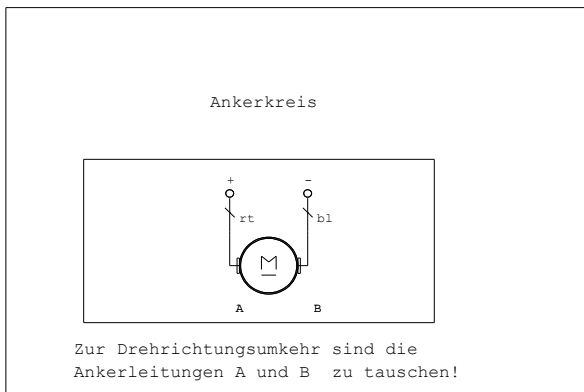 Ankerkreis
+ -
rt bl
M
A B
Zur Drehrichtungsumkehr sind die
Ankerleitungen A und B zu tauschen!